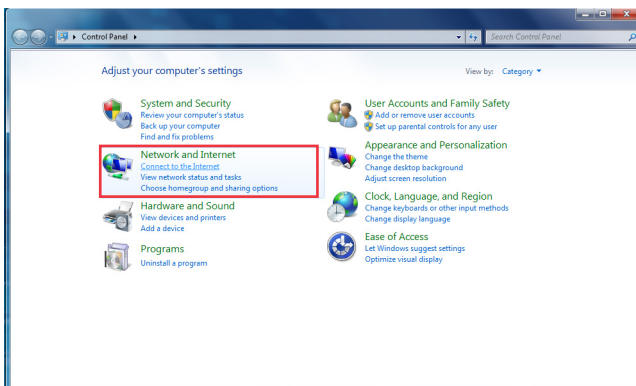 Control Panel
Search Control Panel
Adjust your computer's settings
View by: Category
System and Security
Review your computer's status
Back up your computer
Find and fix problems
Network and Internet
Connect to the Internet
View network status and tasks
Choose homegroup and sharing options
Hardware and Sound
View devices and printers
Add a device
Programs
Uninstall a program
User Accounts and Family Safety
Add or remove user accounts
Set up parental controls for any user
Appearance and Personalization
Change the theme
Change desktop background
Adjust screen resolution
Clock, Language, and Region
Change keyboards or other input methods
Change display language
Ease of Access
Let Windows suggest settings
Optimize visual display